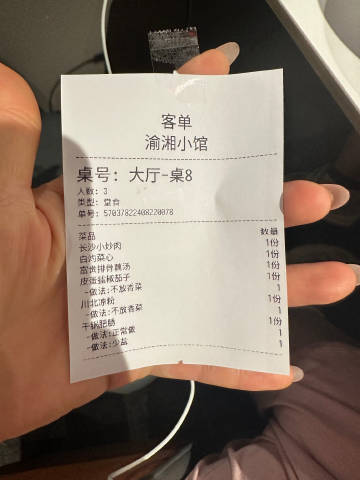 客单
渝湘小馆
桌号: 大厅-桌8
人数: 3
类型: 堂食
单号: 57037822408220078
菜品 数量
长沙小炒肉 1份
白灼菜心 1份
富贵排骨藕汤 1份
皮蛋擂椒茄子 1份
-做法:不放香菜 1
川北凉粉 1份
-做法:不放香菜 1
干锅肥肠 1份
-做法:正常做 1
-做法:少盐 1